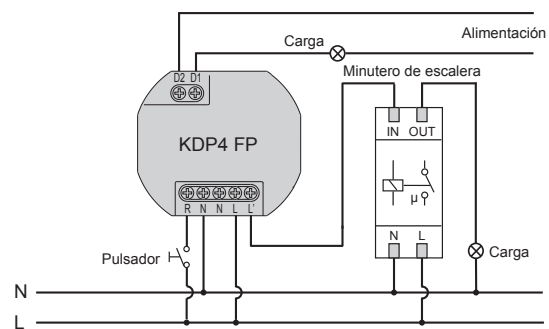 Alimentación
Carga
D2 D1
Minutero de escalera
IN OUT
KDP4 FP
µ
R N N L L'
N L
Pulsador
Carga
N
L